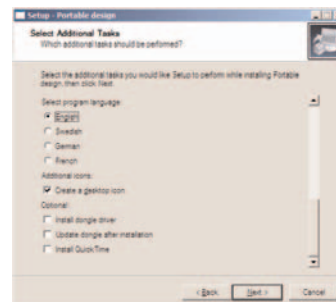 Setup - Portable design
Select Additional Tasks
Which additional tasks should be performed?
Select the additional tasks you would like Setup to perform while installing Portable
design, then click Next.
Select program language:
English
Swedish
German
French
Additional icons:
Create a desktop icon
Optional:
Install dongle driver
Update dongle after installation
Install QuickTime
< Back
Next >
Cancel